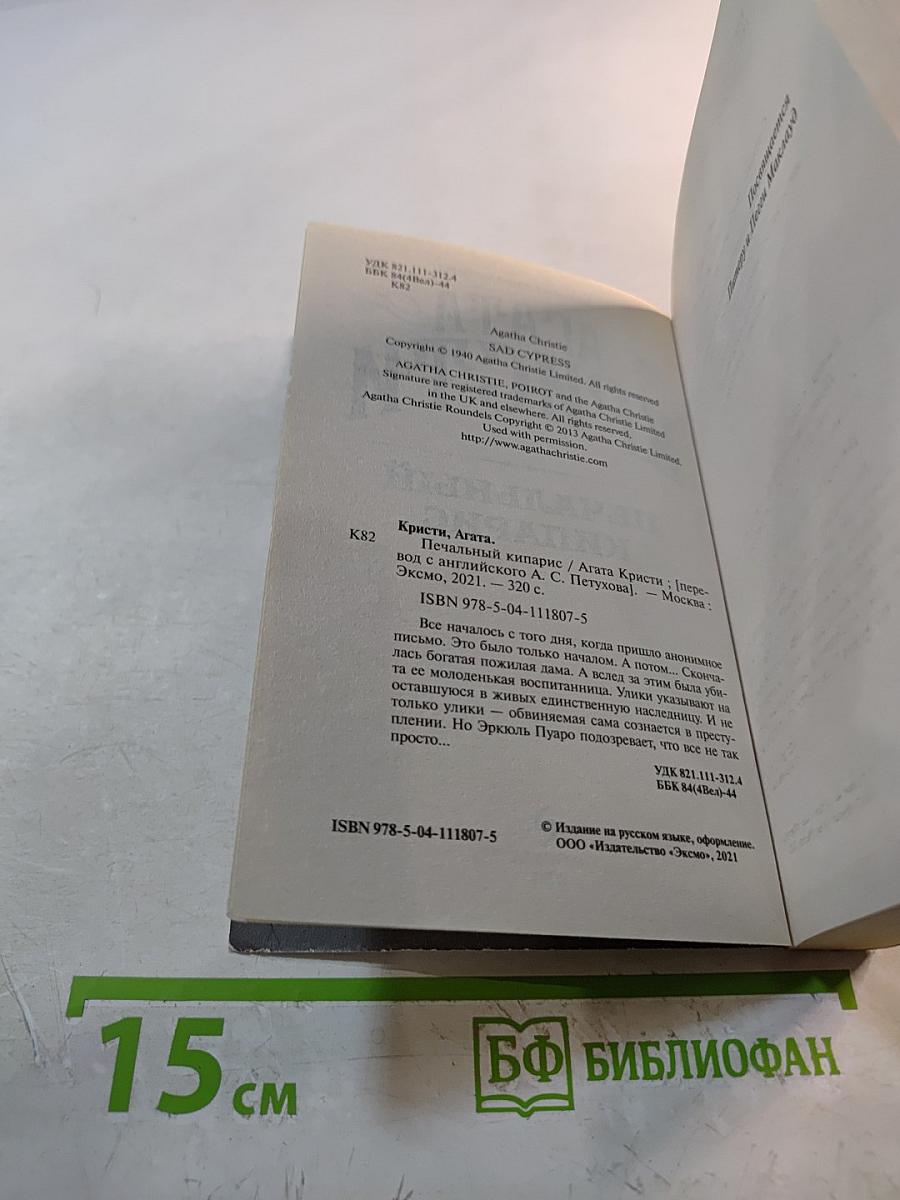 УДК 821.111-312.4
ББК 84(4Вел)-44
К82
Agatha Christie
SAD CYPRESS
Copyright © 1940 Agatha Christie Limited. All rights reserved
AGATHA CHRISTIE, POIROT and the Agatha Christie
Signature are registered trademarks of Agatha Christie Limited
in the UK and elsewhere. All rights reserved.
Agatha Christie Roundels Copyright © 2013 Agatha Christie Limited.
Used with permission.
http://www.agathachristie.com
Кристи, Агата.
К82
Печальный кипарис / Агата Кристи ; [пере-
вод с английского А. С. Петухова]. — Москва :
Эксмо, 2021. — 320 с.
ISBN 978-5-04-111807-5
Все началось с того дня, когда пришло анонимное
письмо. Это было только началом. А потом... Сконча-
лась богатая пожилая дама. А вслед за этим была уби-
та ее молоденькая воспитанница. Улики указывают на
оставшуюся в живых единственную наследницу. И не
только улики — обвиняемая сама сознается в престу-
плении. Но Эркюль Пуаро подозревает, что все не так
просто...
УДК 821.111-312.4
ББК 84(4Вел)-44
ISBN 978-5-04-111807-5
© Издание на русском языке, оформление.
ООО «Издательство «Эксмо», 2021
Посвящается
Питеру и Пегги Маклауд
15 см
БФ БИБЛИОФАН